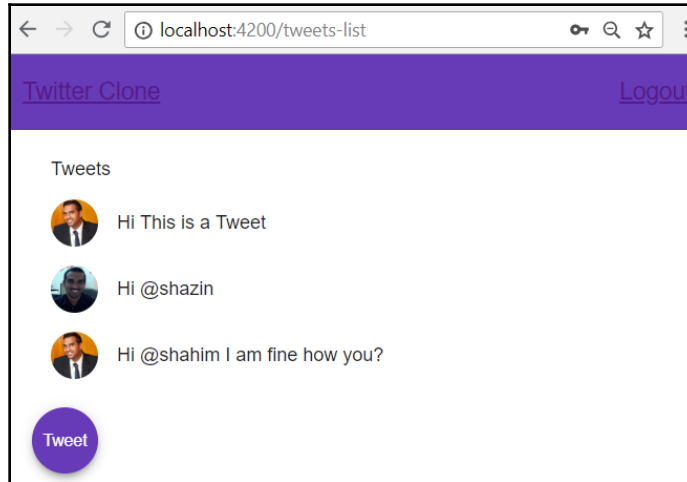 localhost:4200/tweets-list
Twitter Clone Logout
Tweets
Hi This is a Tweet
Hi @shazin
Hi @shahim I am fine how you?
Tweet